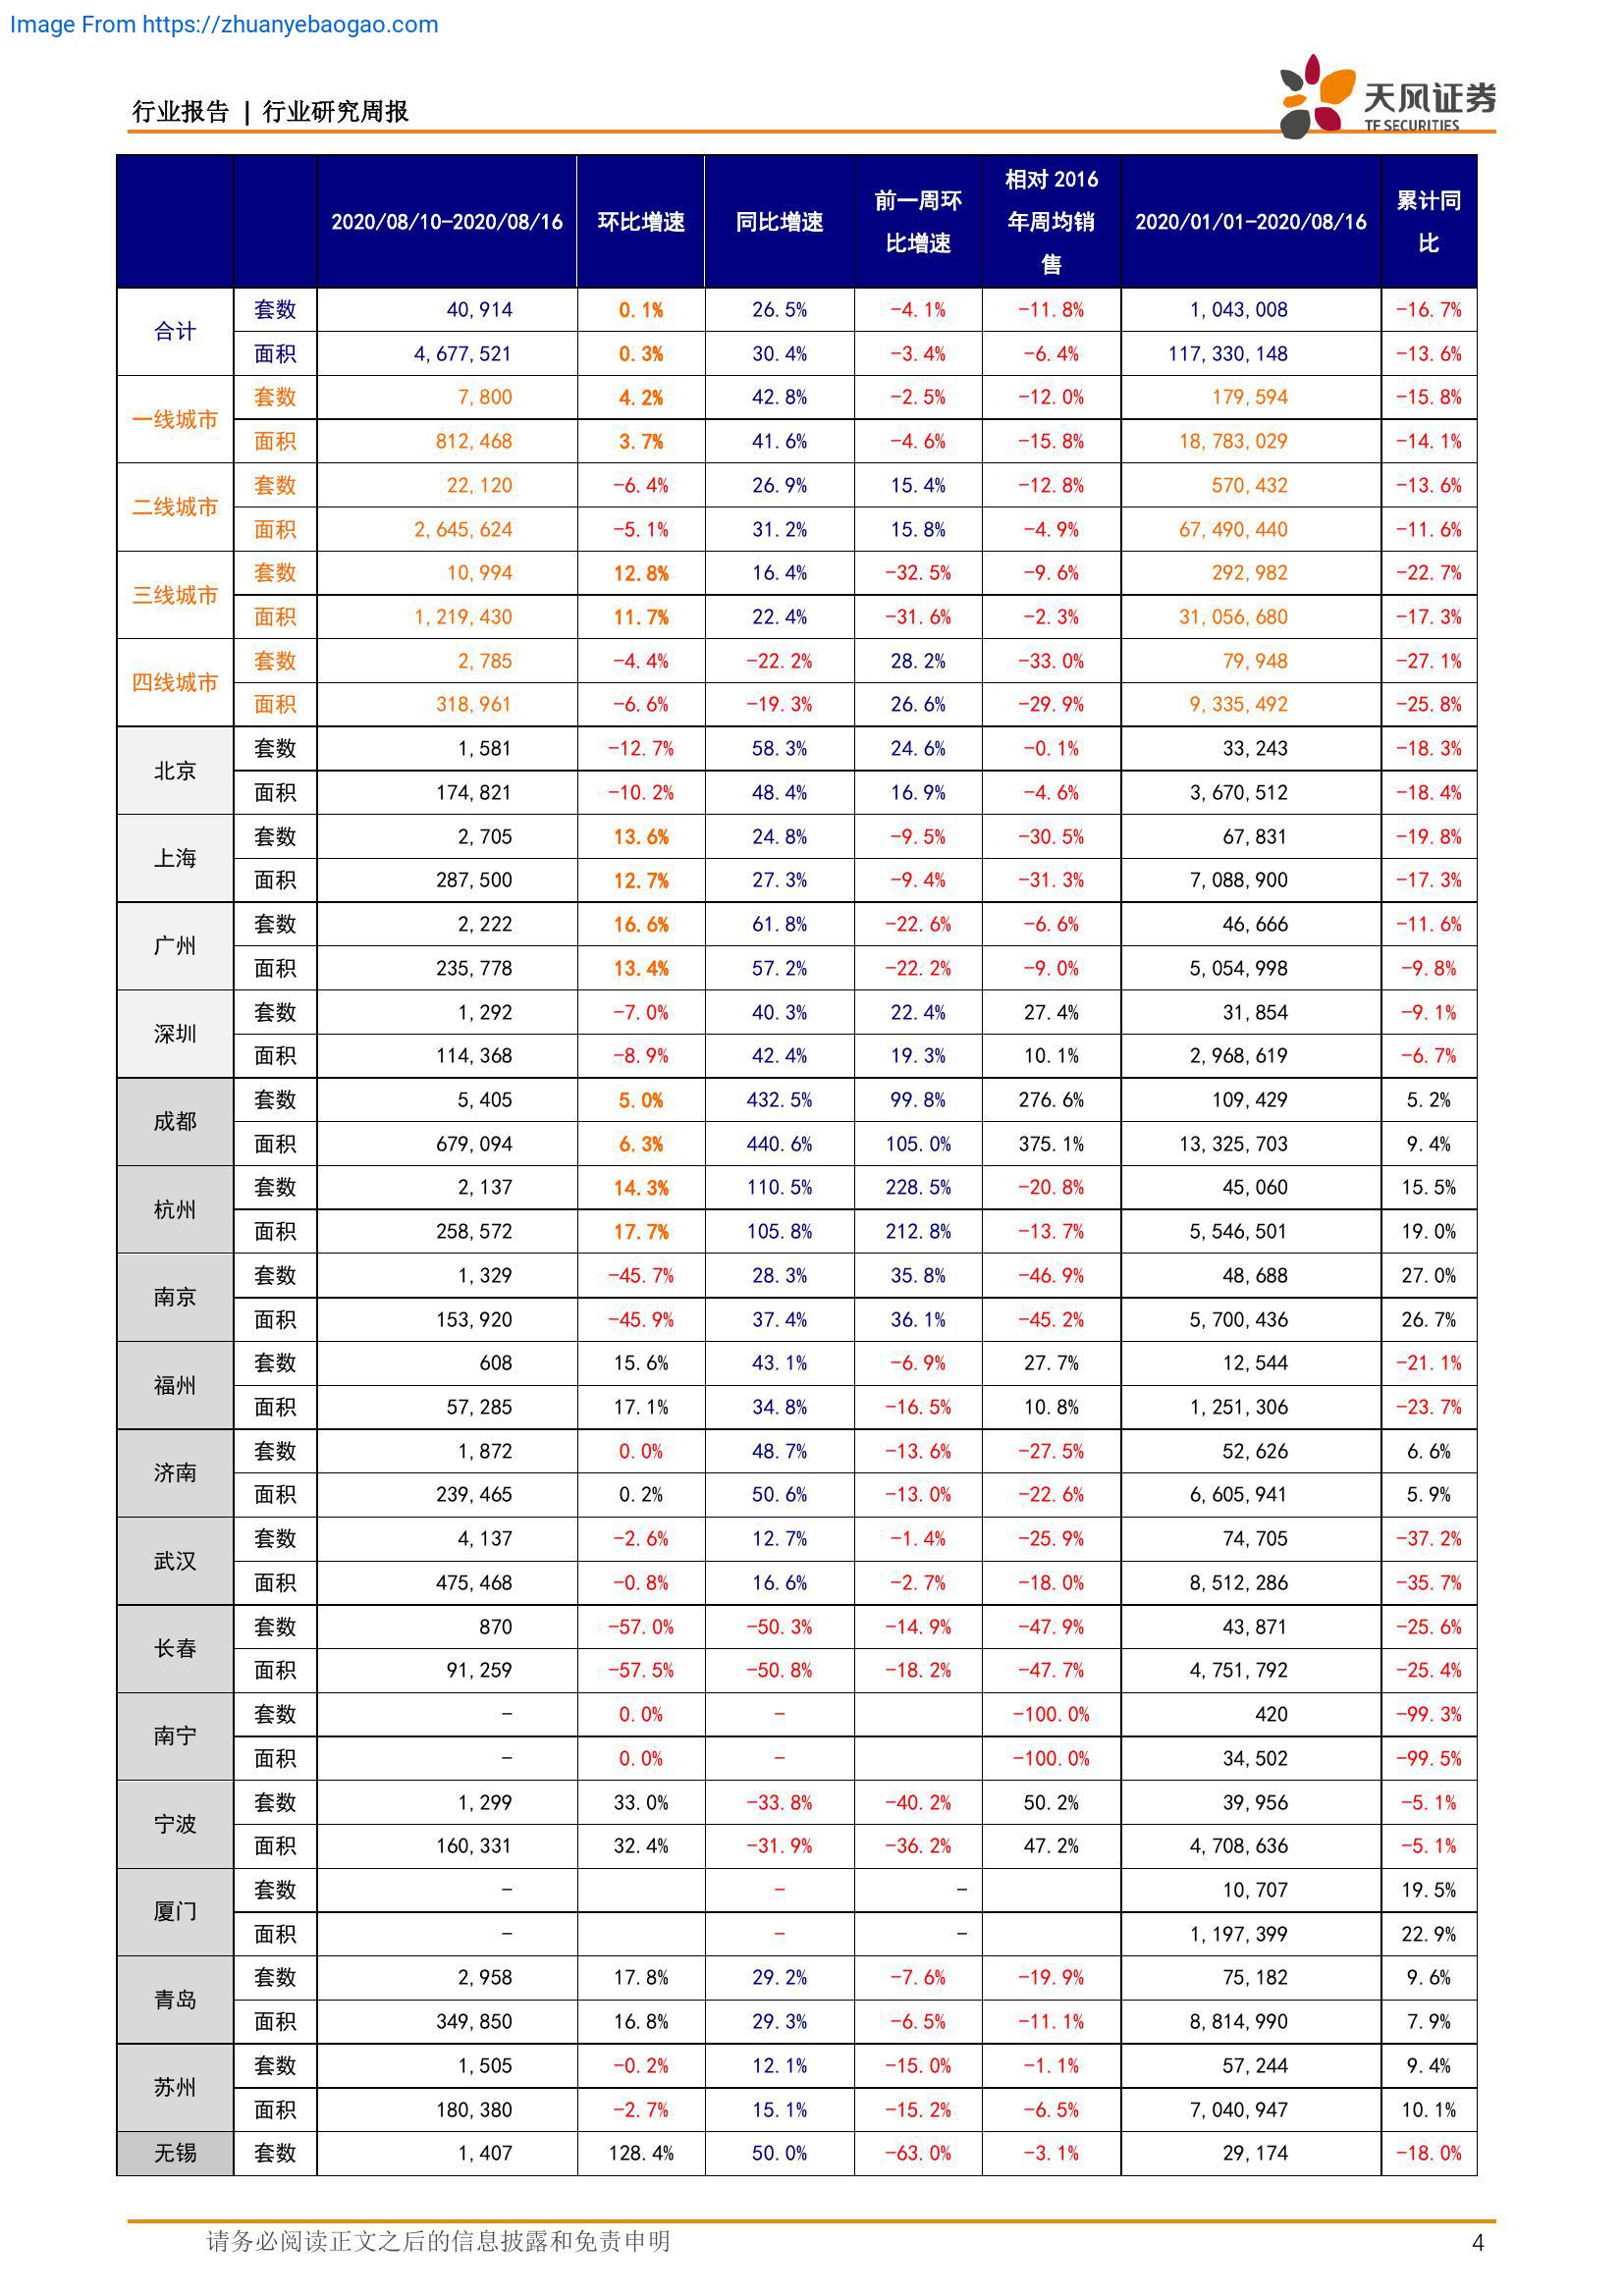 Image From https://zhuanyebaogao.com
行业报告 | 行业研究周报
天风证券
TF SECURITIES
2020/08/10-2020/08/16 环比增速 同比增速 前一周环比增速 相对 2016 年周均销售 2020/01/01-2020/08/16 累计同比
合计 套数 40,914 0.1% 26.5% -4.1% -11.8% 1,043,008 -16.7%
面积 4,677,521 0.3% 30.4% -3.4% -6.4% 117,330,148 -13.6%
一线城市 套数 7,800 4.2% 42.8% -2.5% -12.0% 179,594 -15.8%
面积 812,468 3.7% 41.6% -4.6% -15.8% 18,783,029 -14.1%
二线城市 套数 22,120 -6.4% 26.9% 15.4% -12.8% 570,432 -13.6%
面积 2,645,624 -5.1% 31.2% 15.8% -4.9% 67,490,440 -11.6%
三线城市 套数 10,994 12.8% 16.4% -32.5% -9.6% 292,982 -22.7%
面积 1,219,430 11.7% 22.4% -31.6% -2.3% 31,056,680 -17.3%
四线城市 套数 2,785 -4.4% -22.2% 28.2% -33.0% 79,948 -27.1%
面积 318,961 -6.6% -19.3% 26.6% -29.9% 9,335,492 -25.8%
北京 套数 1,581 -12.7% 58.3% 24.6% -0.1% 33,243 -18.3%
面积 174,821 -10.2% 48.4% 16.9% -4.6% 3,670,512 -18.4%
上海 套数 2,705 13.6% 24.8% -9.5% -30.5% 67,831 -19.8%
面积 287,500 12.7% 27.3% -9.4% -31.3% 7,088,900 -17.3%
广州 套数 2,222 16.6% 61.8% -22.6% -6.6% 46,666 -11.6%
面积 235,778 13.4% 57.2% -22.2% -9.0% 5,054,998 -9.8%
深圳 套数 1,292 -7.0% 40.3% 22.4% 27.4% 31,854 -9.1%
面积 114,368 -8.9% 42.4% 19.3% 10.1% 2,968,619 -6.7%
成都 套数 5,405 5.0% 432.5% 99.8% 276.6% 109,429 5.2%
面积 679,094 6.3% 440.6% 105.0% 375.1% 13,325,703 9.4%
杭州 套数 2,137 14.3% 110.5% 228.5% -20.8% 45,060 15.5%
面积 258,572 17.7% 105.8% 212.8% -13.7% 5,546,501 19.0%
南京 套数 1,329 -45.7% 28.3% 35.8% -46.9% 48,688 27.0%
面积 153,920 -45.9% 37.4% 36.1% -45.2% 5,700,436 26.7%
福州 套数 608 15.6% 43.1% -6.9% 27.7% 12,544 -21.1%
面积 57,285 17.1% 34.8% -16.5% 10.8% 1,251,306 -23.7%
济南 套数 1,872 0.0% 48.7% -13.6% -27.5% 52,626 6.6%
面积 239,465 0.2% 50.6% -13.0% -22.6% 6,605,941 5.9%
武汉 套数 4,137 -2.6% 12.7% -1.4% -25.9% 74,705 -37.2%
面积 475,468 -0.8% 16.6% -2.7% -18.0% 8,512,286 -35.7%
长春 套数 870 -57.0% -50.3% -14.9% -47.9% 43,871 -25.6%
面积 91,259 -57.5% -50.8% -18.2% -47.7% 4,751,792 -25.4%
南宁 套数 - 0.0% - -100.0% 420 -99.3%
面积 - 0.0% - -100.0% 34,502 -99.5%
宁波 套数 1,299 33.0% -33.8% -40.2% 50.2% 39,956 -5.1%
面积 160,331 32.4% -31.9% -36.2% 47.2% 4,708,636 -5.1%
厦门 套数 - - - 10,707 19.5%
面积 - - - 1,197,399 22.9%
青岛 套数 2,958 17.8% 29.2% -7.6% -19.9% 75,182 9.6%
面积 349,850 16.8% 29.3% -6.5% -11.1% 8,814,990 7.9%
苏州 套数 1,505 -0.2% 12.1% -15.0% -1.1% 57,244 9.4%
面积 180,380 -2.7% 15.1% -15.2% -6.5% 7,040,947 10.1%
无锡 套数 1,407 128.4% 50.0% -63.0% -3.1% 29,174 -18.0%
请务必阅读正文之后的信息披露和免责申明
4